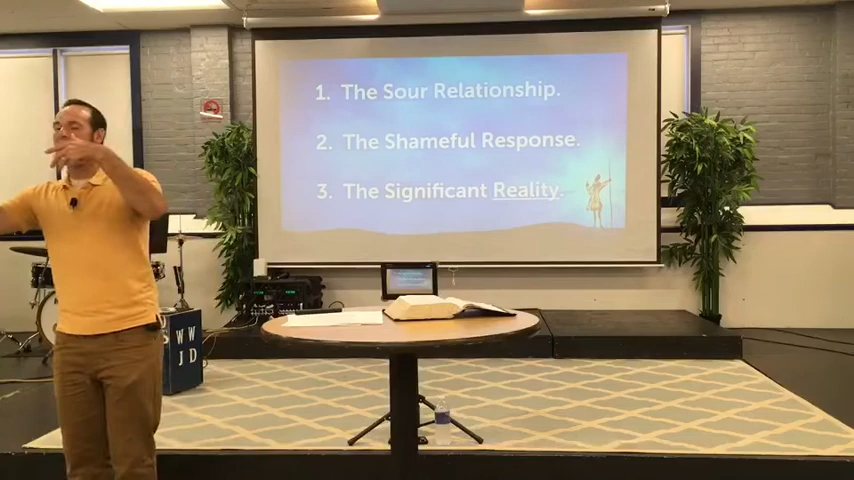 1. The Sour Relationship.
2. The Shameful Response.
3. The Significant Reality.
WW
JD